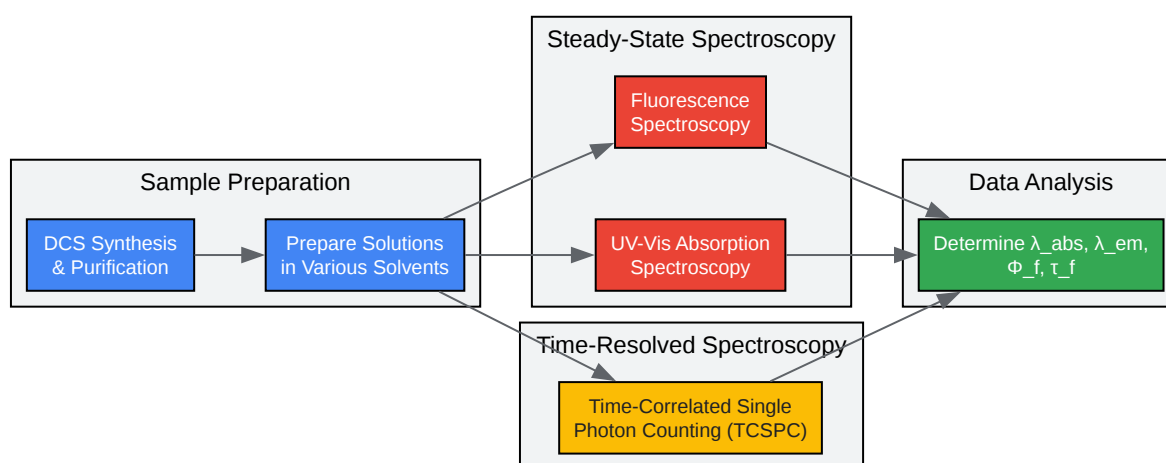 Steady-State Spectroscopy
Fluorescence
Spectroscopy
Sample Preparation
DCS Synthesis
& Purification
Prepare Solutions
in Various Solvents
UV-Vis Absorption
Spectroscopy
Data Analysis
Determine λ_abs, λ_em,
Φ_f, τ_f
Time-Resolved Spectroscopy
Time-Correlated Single
Photon Counting (TCSPC)